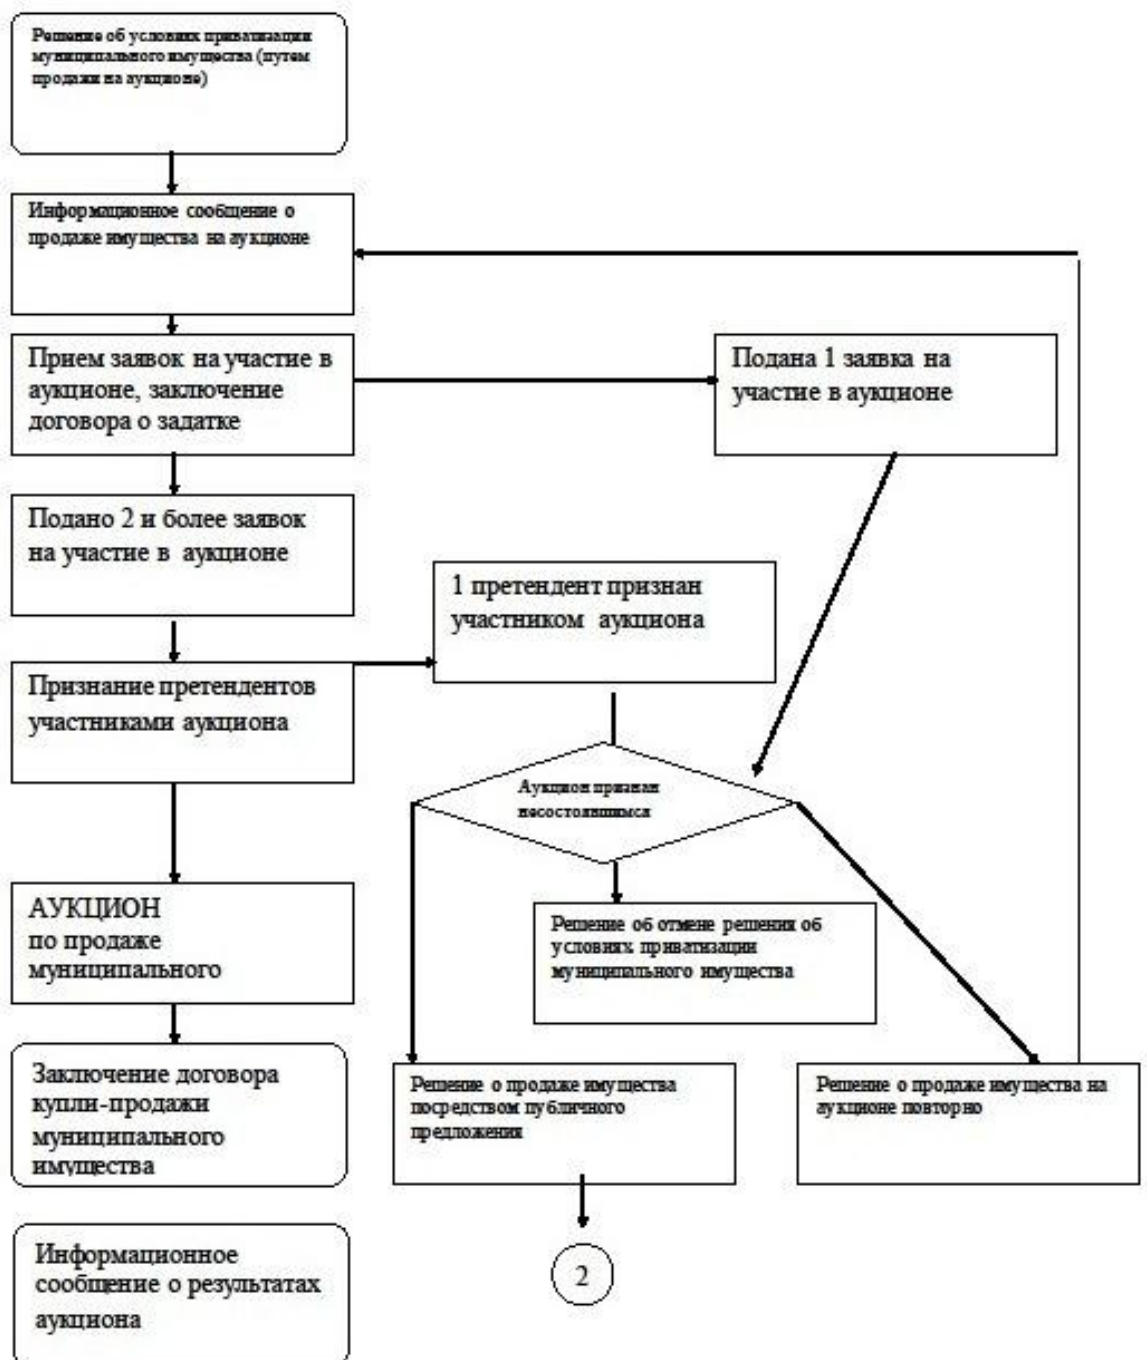 Решение об условиях приватизации
муниципального имущества (путем
продажи на аукционе)
Информационное сообщение о
продаже имущества на аукционе
Прием заявок на участие в
аукционе, заключение
договора о задатке
Подана 1 заявка на
участие в аукционе
Подано 2 и более заявок
на участие в аукционе
1 претендент признан
участником аукциона
Признание претендентов
участниками аукциона
Аукцион признан
несостоявшимся
АУКЦИОН
по продаже
муниципального
Решение об отмене решения об
условиях приватизации
муниципального имущества
Заключение договора
купли-продажи
муниципального
имущества
Решение о продаже имущества
посредством публичного
предложения
Решение о продаже имущества на
аукционе повторно
2
Информационное
сообщение о результатах
аукциона